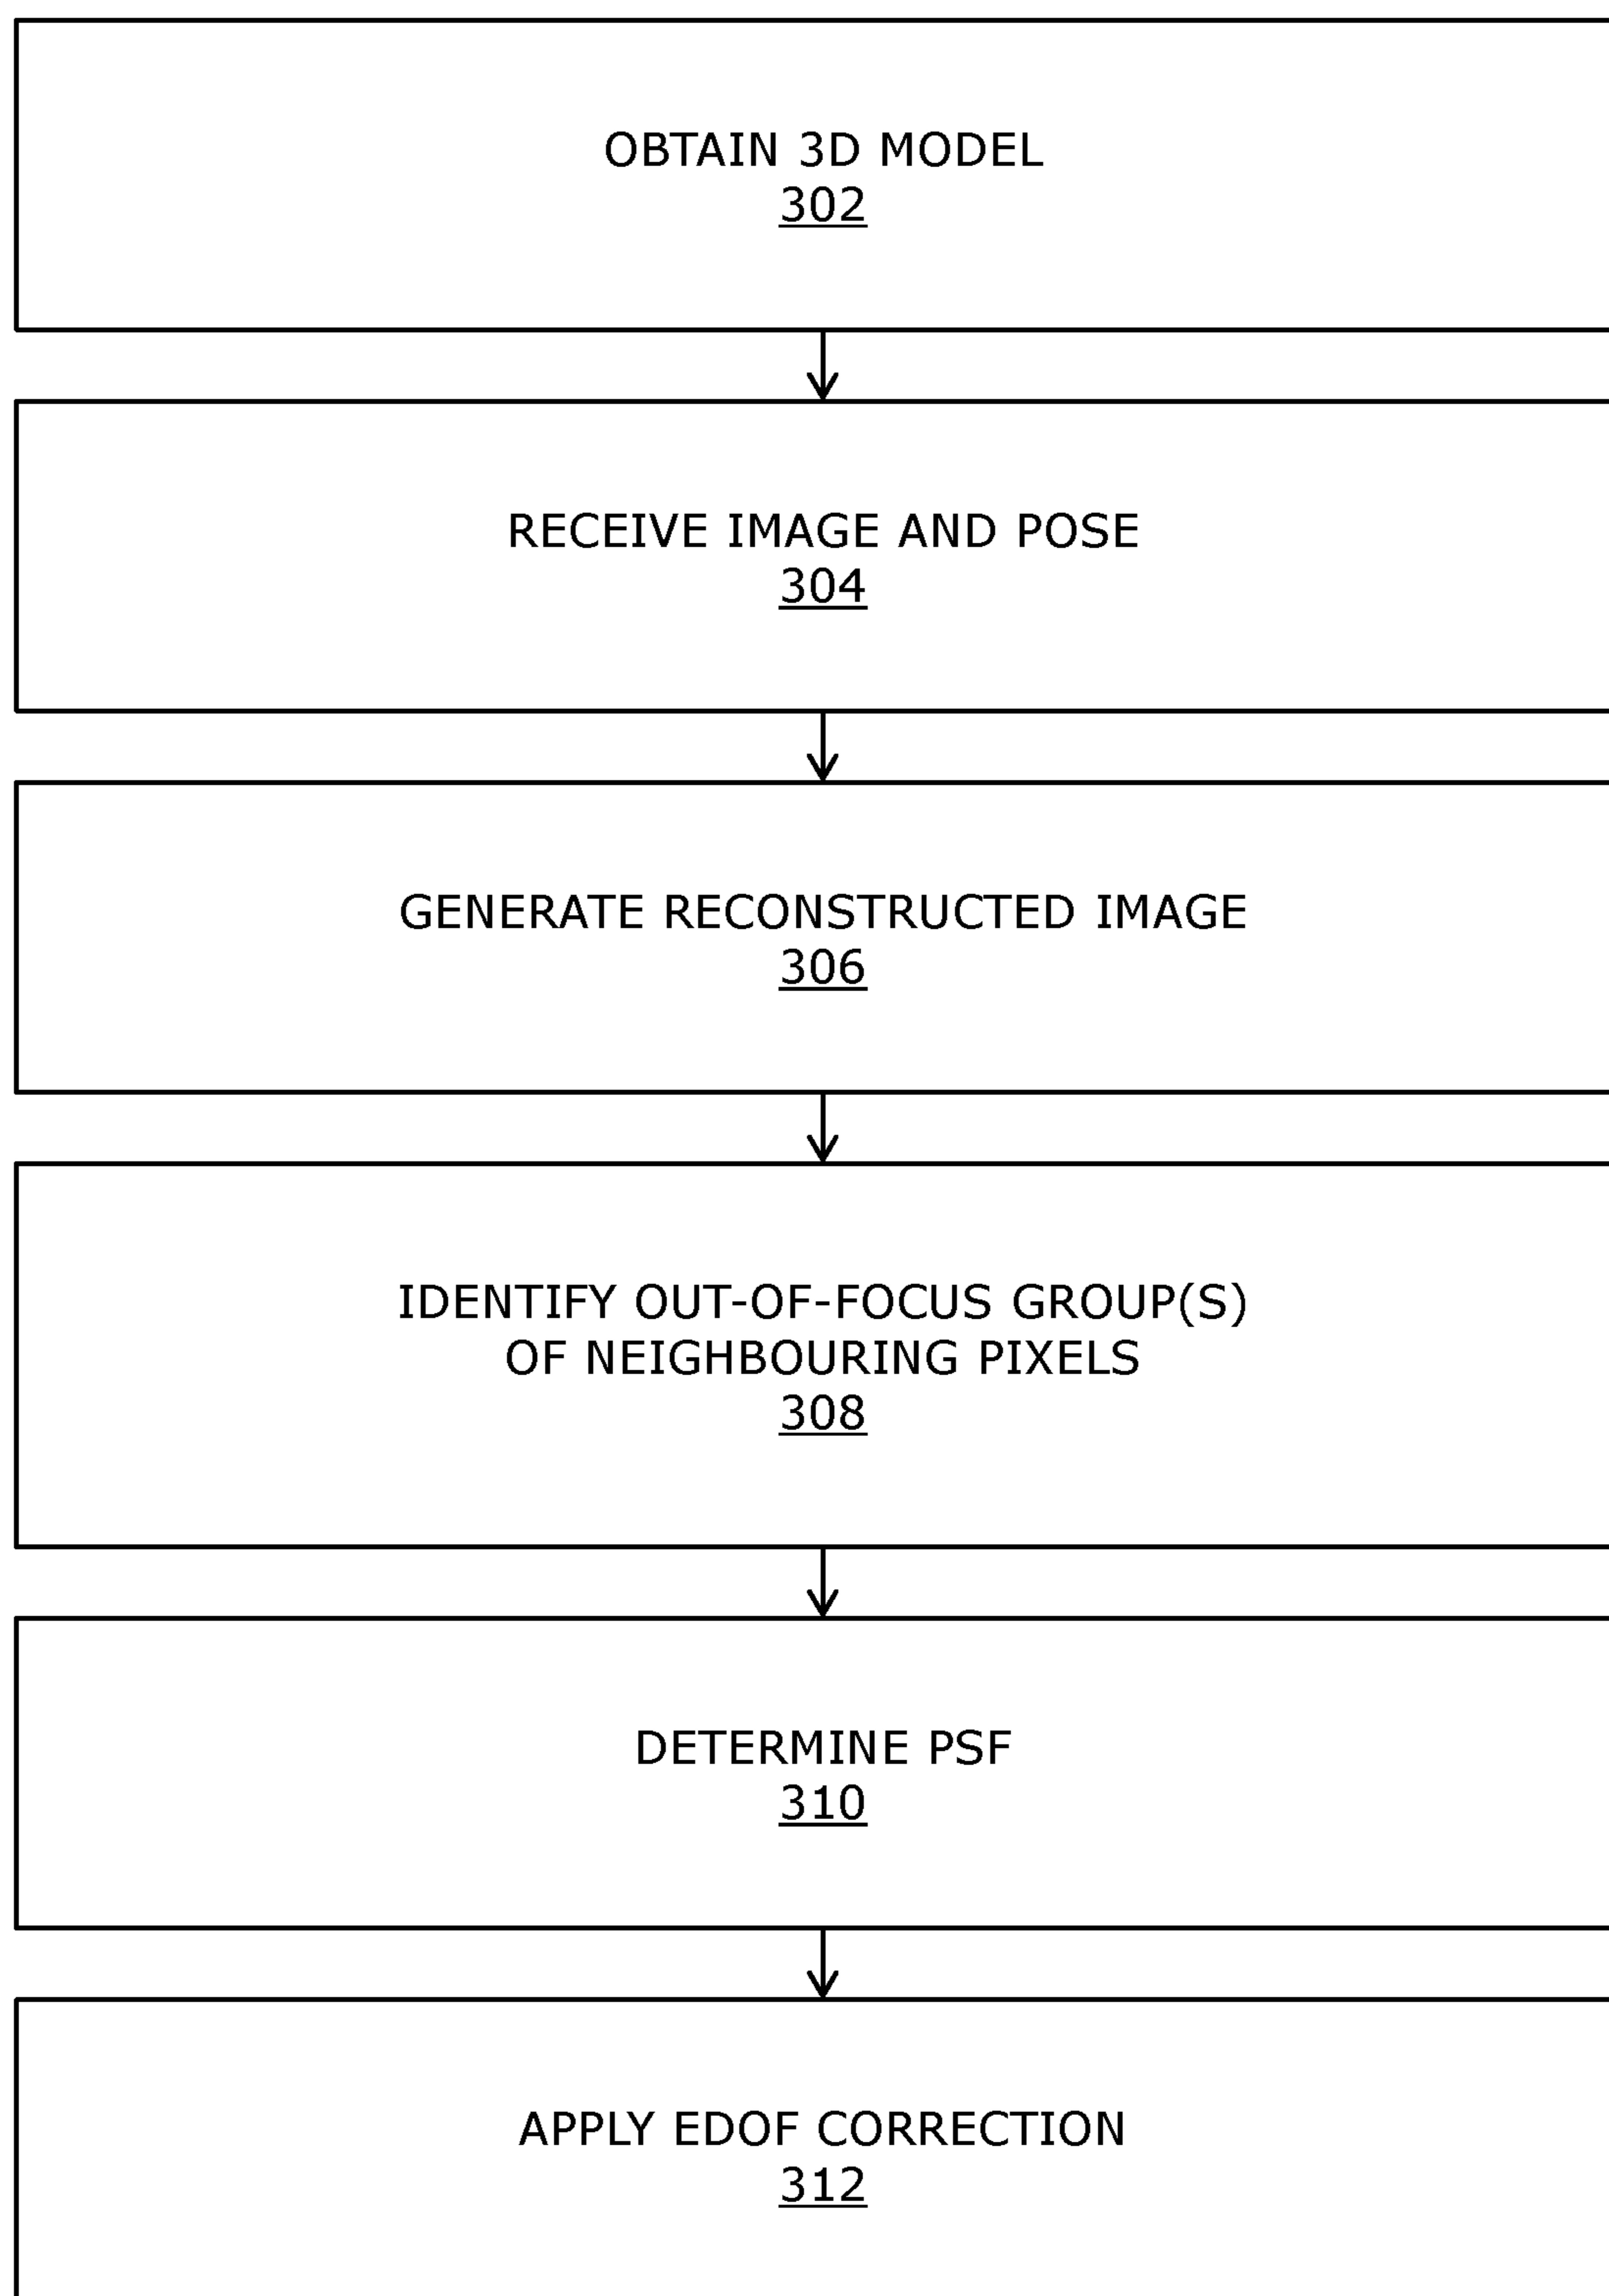 OBTAIN 3D MODEL
302
RECEIVE IMAGE AND POSE
304
GENERATE RECONSTRUCTED IMAGE
306
IDENTIFY OUT-OF-FOCUS GROUP(S)
OF NEIGHBOURING PIXELS
308
DETERMINE PSF
310
APPLY EDOF CORRECTION
312